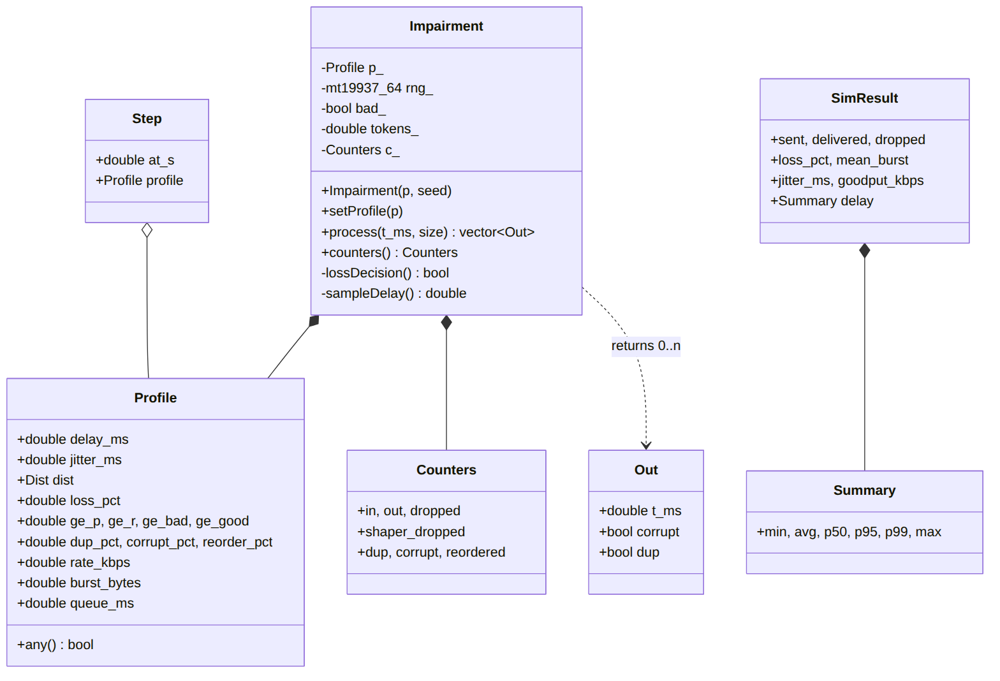 Impairment
-Profile p_
-mt19937_64 rng_
-bool bad_
-double tokens_
-Counters c_
+Impairment(p, seed)
+setProfile(p)
+process(t_ms, size) : vector<Out>
+counters() : Counters
-lossDecision() : bool
-sampleDelay() : double
Step
+double at_s
+Profile profile
SimResult
+sent, delivered, dropped
+loss_pct, mean_burst
+jitter_ms, goodput_kbps
+Summary delay
returns 0..n
Profile
+double delay_ms
+double jitter_ms
+Dist dist
+double loss_pct
+double ge_p, ge_r, ge_bad, ge_good
+double dup_pct, corrupt_pct, reorder_pct
+double rate_kbps
+double burst_bytes
+double queue_ms
+any() : bool
Counters
+in, out, dropped
+shaper_dropped
+dup, corrupt, reordered
Out
+double t_ms
+bool corrupt
+bool dup
Summary
+min, avg, p50, p95, p99, max